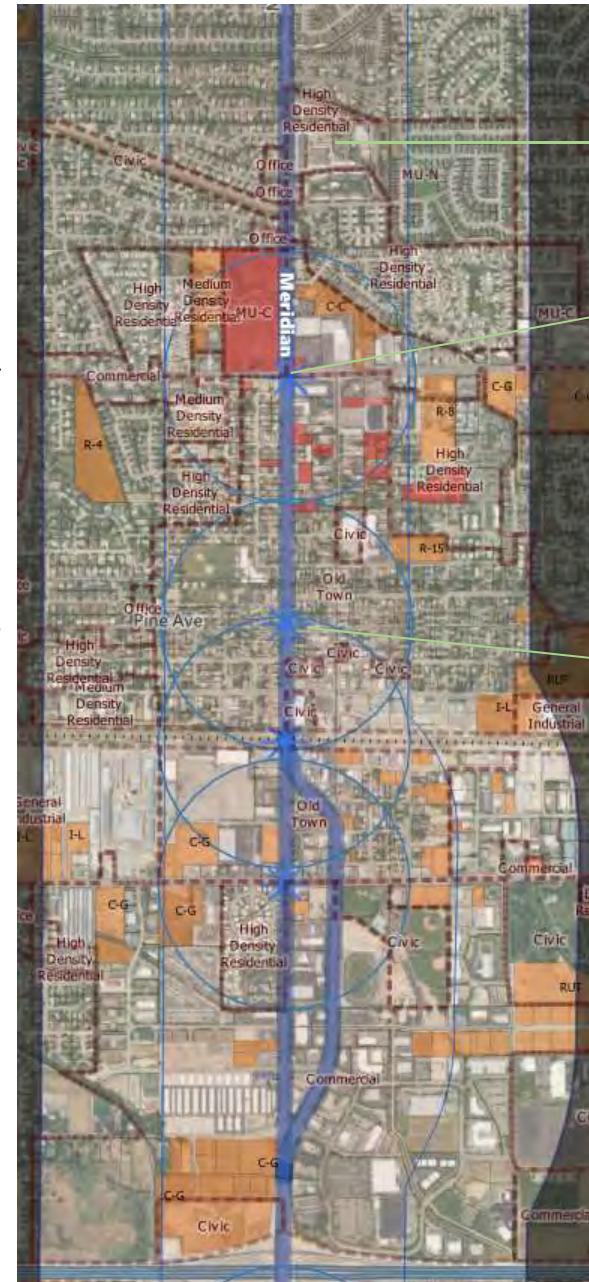 High
Density
Residential
Civic
MU-N
Office
Office
Office
High
Density
Residential
Meridian
High
Density
Residential
Medium
Density
Residential
MU-C
C-C
MU-C
Commercial
C-G
Medium
Density
Residential
R-8
R-4
High
Density
Residential
High
Density
Residential
Civic
R-15
Old
Town
Office
Pine Ave
Civic
Civic
Civic
High
Density
Residential
Medium
Density
Residential
RUT
Civic
I-L
General
Industrial
General
Industrial
Old
Town
I-L
I-L
C-G
Commercial
C-G
C-G
High
Density
Residential
Civic
Civic
High
Density
Residential
RUT
Commercial
C-G
C-G
Civic
Commercia